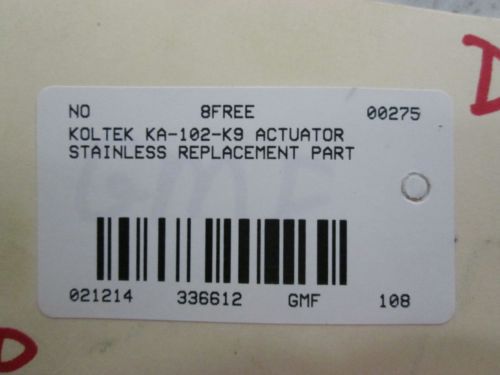 NO 8FREE 00275
KOLTEK KA-102-K9 ACTUATOR
STAINLESS REPLACEMENT PART
021214 336612 GMF 108
D